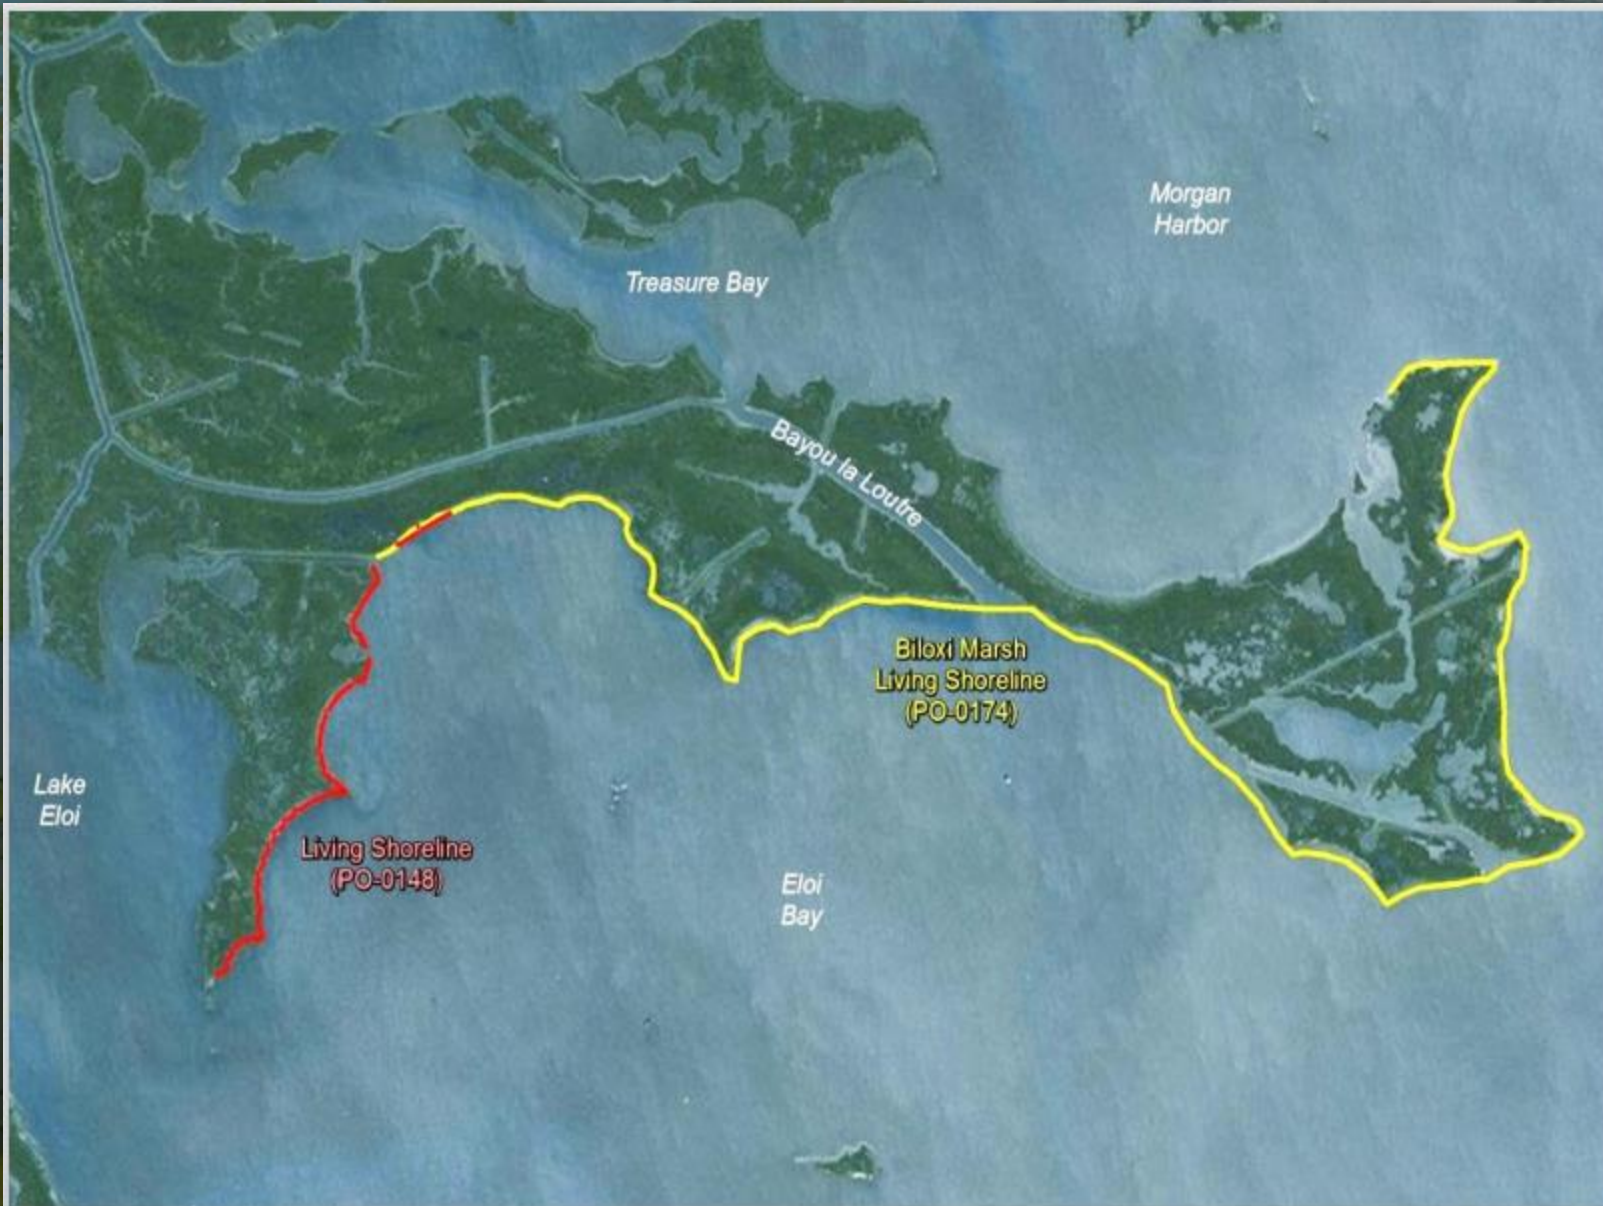 Morgan
Harbor
Treasure Bay
Bayou la Loutre
Biloxi Marsh
Living Shoreline
(PO-0174)
Lake
Eloi
Living Shoreline
(PO-0148)
Eloi
Bay